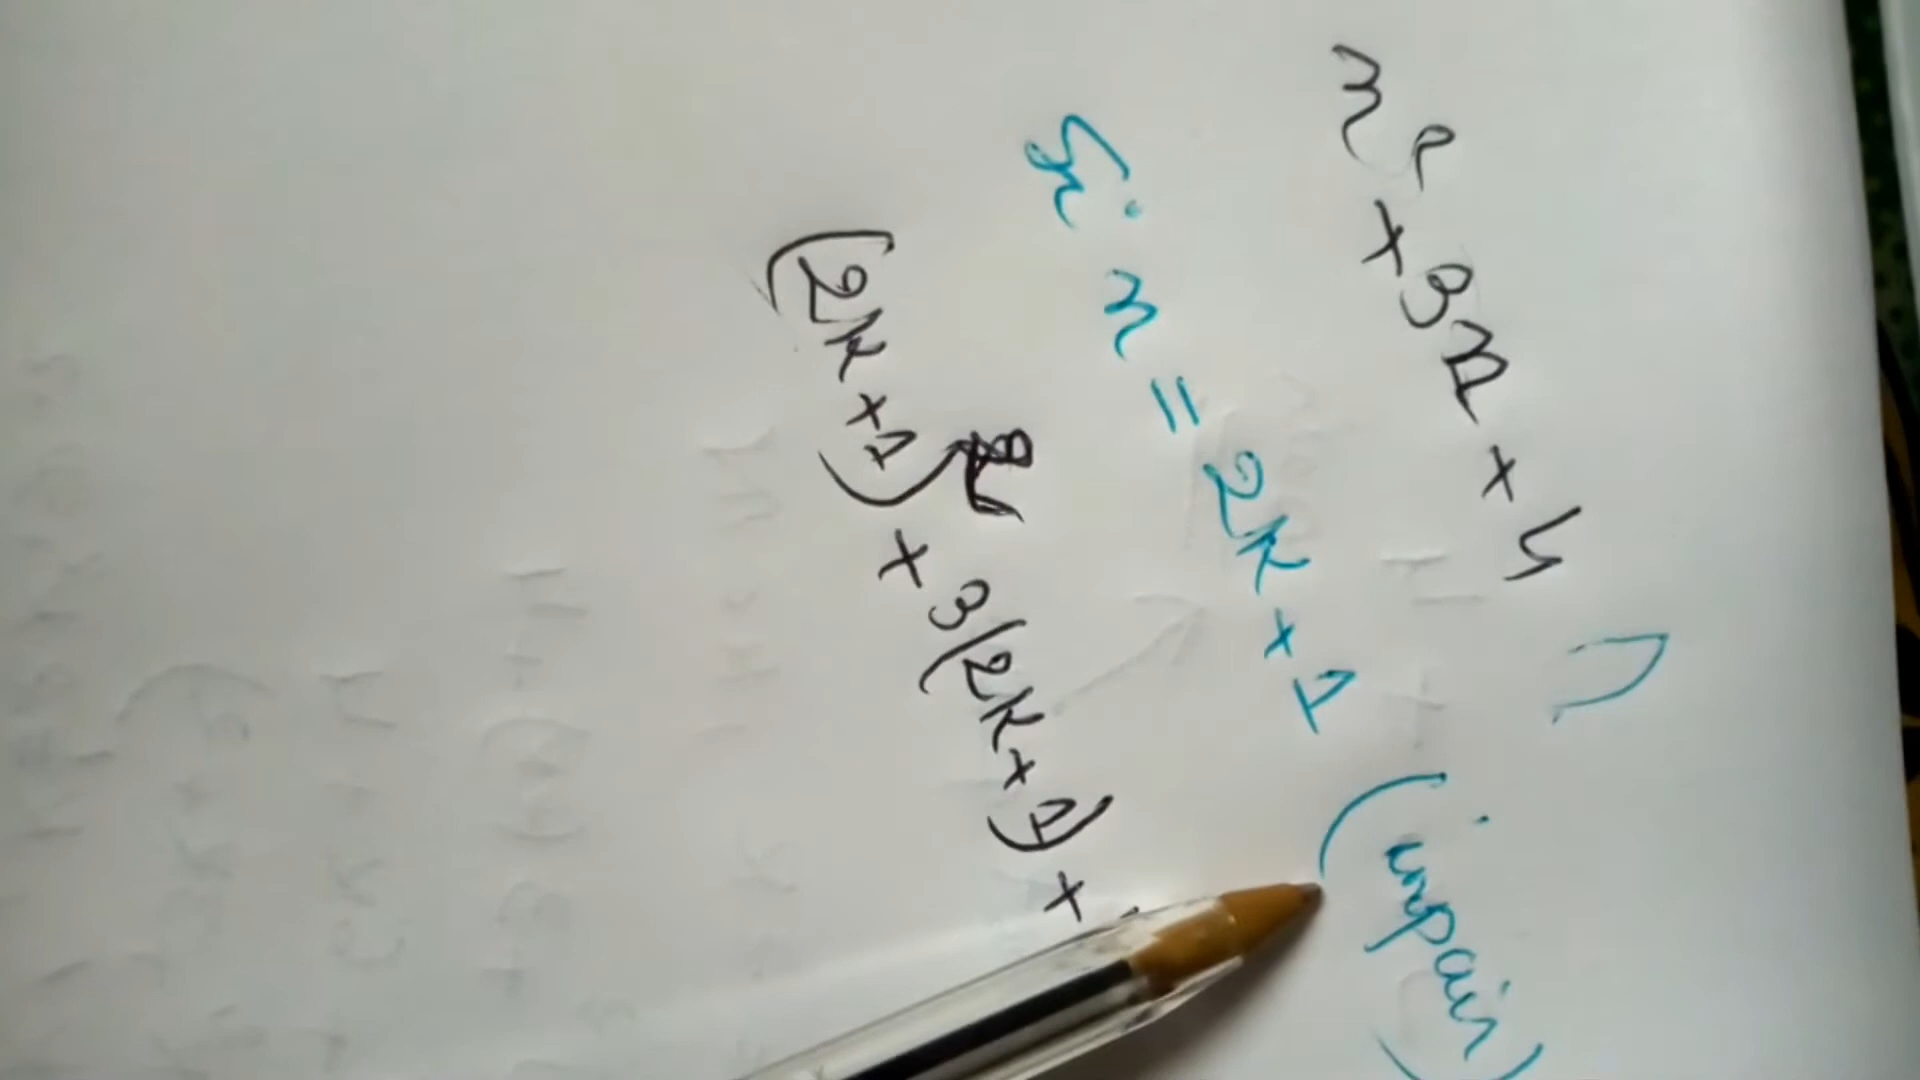 n² + 3n + 4
Si n = 2k + 1 (impair)
(2k + 1)² + 3(2k + 1) +